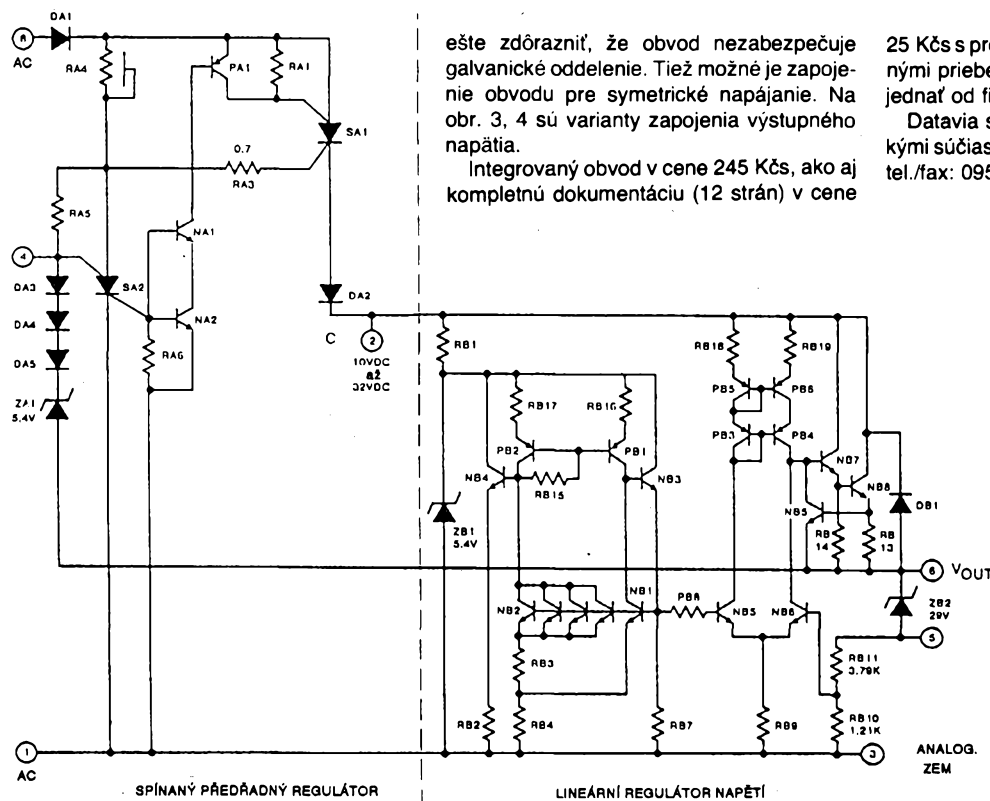 ešte zdôrazniť, že obvod nezabezpečuje
galvanické oddelenie. Tiež možné je zapoje-
nie obvodu pre symetrické napájanie. Na
obr. 3, 4 sú varianty zapojenia výstupného
napätia.
Integrovaný obvod v cene 245 Kčs, ako aj
kompletnú dokumentáciu (12 strán) v cene
25 Kčs s pre
nými priebe
jednať od fi
Datavia s
kými súčias
tel./fax: 095
DA1
8
AC
RA4
PA1
RA1
SA1
0.7
RA3
RA5
NA1
4
DA3
SA2
DA4
NA2
DA5
RA6
ZA1
5.4V
DA2
C
2
10VDC
až
32VDC
RB1
RB17
RB16
PB2
PB1
NB4
RB15
NB3
ZB1
5.4V
RB18
RB19
PB5
PB6
PB3
PB4
NB7
NB8
NB5
DB1
RB
14
RB
13
6
VOUT
ZB2
29V
5
NB2
NB1
PB8
NB5
NB6
RB3
RB11
3.79K
RB2
RB4
RB7
RB9
RB10
1.21K
1
AC
3
ANALOG.
ZEM
SPÍNANÝ PŘEDŘADNÝ REGULÁTOR
LINEÁRNÍ REGULÁTOR NAPĚTÍ